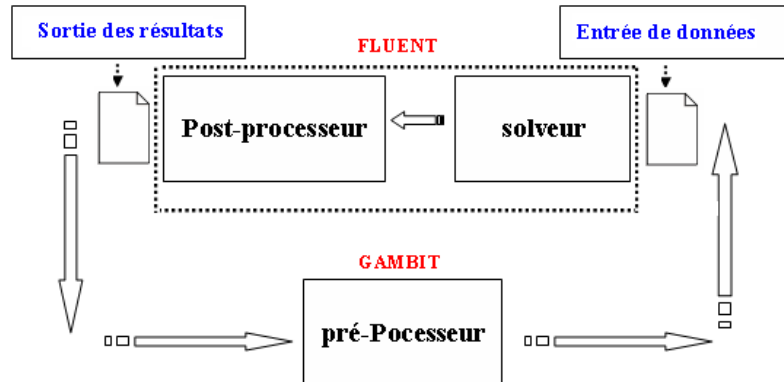 Sortie des résultats
Entrée de données
FLUENT
Post-processeur
solveur
GAMBIT
pré-Pocesseur